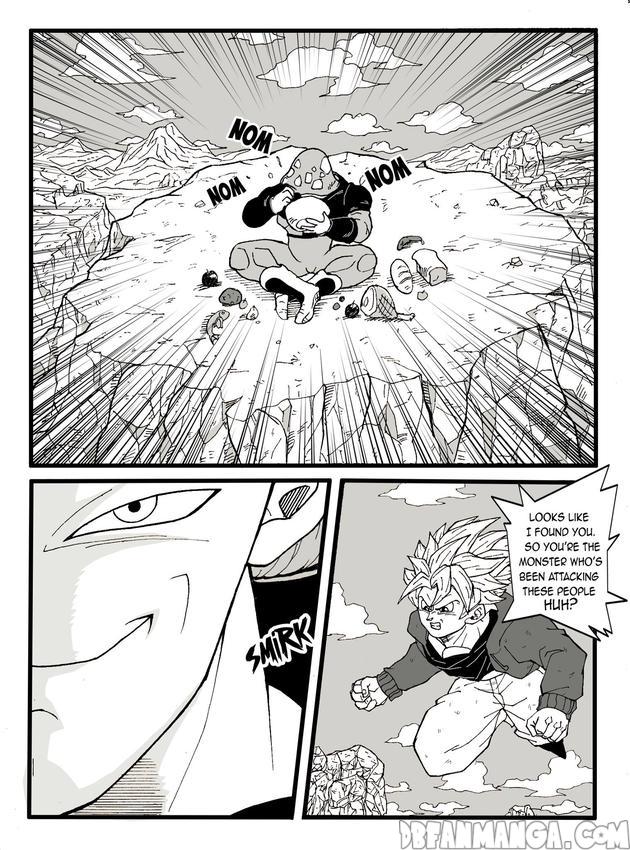 NOM
NOM
NOM
SMIRK
LOOKS LIKE
I FOUND YOU.
SO YOU'RE THE
MONSTER WHO'S
BEEN ATTACKING
THESE PEOPLE
HUH?
DBFANMANGA.COM